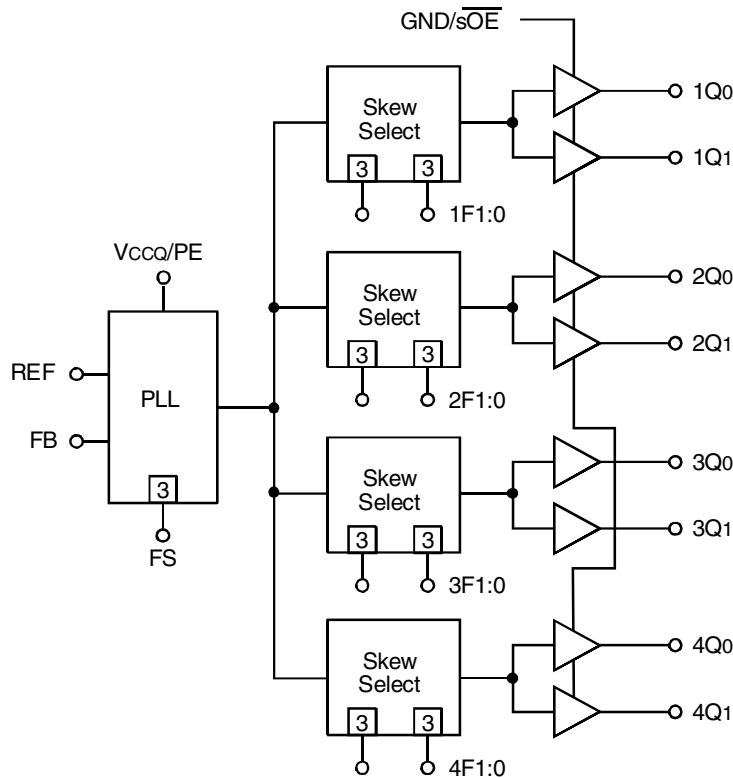 GND/sOE
Skew
Select
3 3
1F1:0
1Q0
1Q1
VCCQ/PE
Skew
Select
3 3
2F1:0
2Q0
2Q1
REF
FB
PLL
3
FS
Skew
Select
3 3
3F1:0
3Q0
3Q1
Skew
Select
3 3
4F1:0
4Q0
4Q1